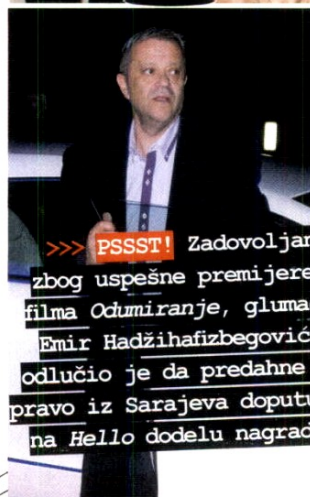 >>> PSSST! Zadovoljan
zbog uspešne premijere
filma Odumiranje, gluma
Emir Hadžihafizbegović
odlučio je da predahne
pravo iz Sarajeva doputu
na Hello dodelu nagrad